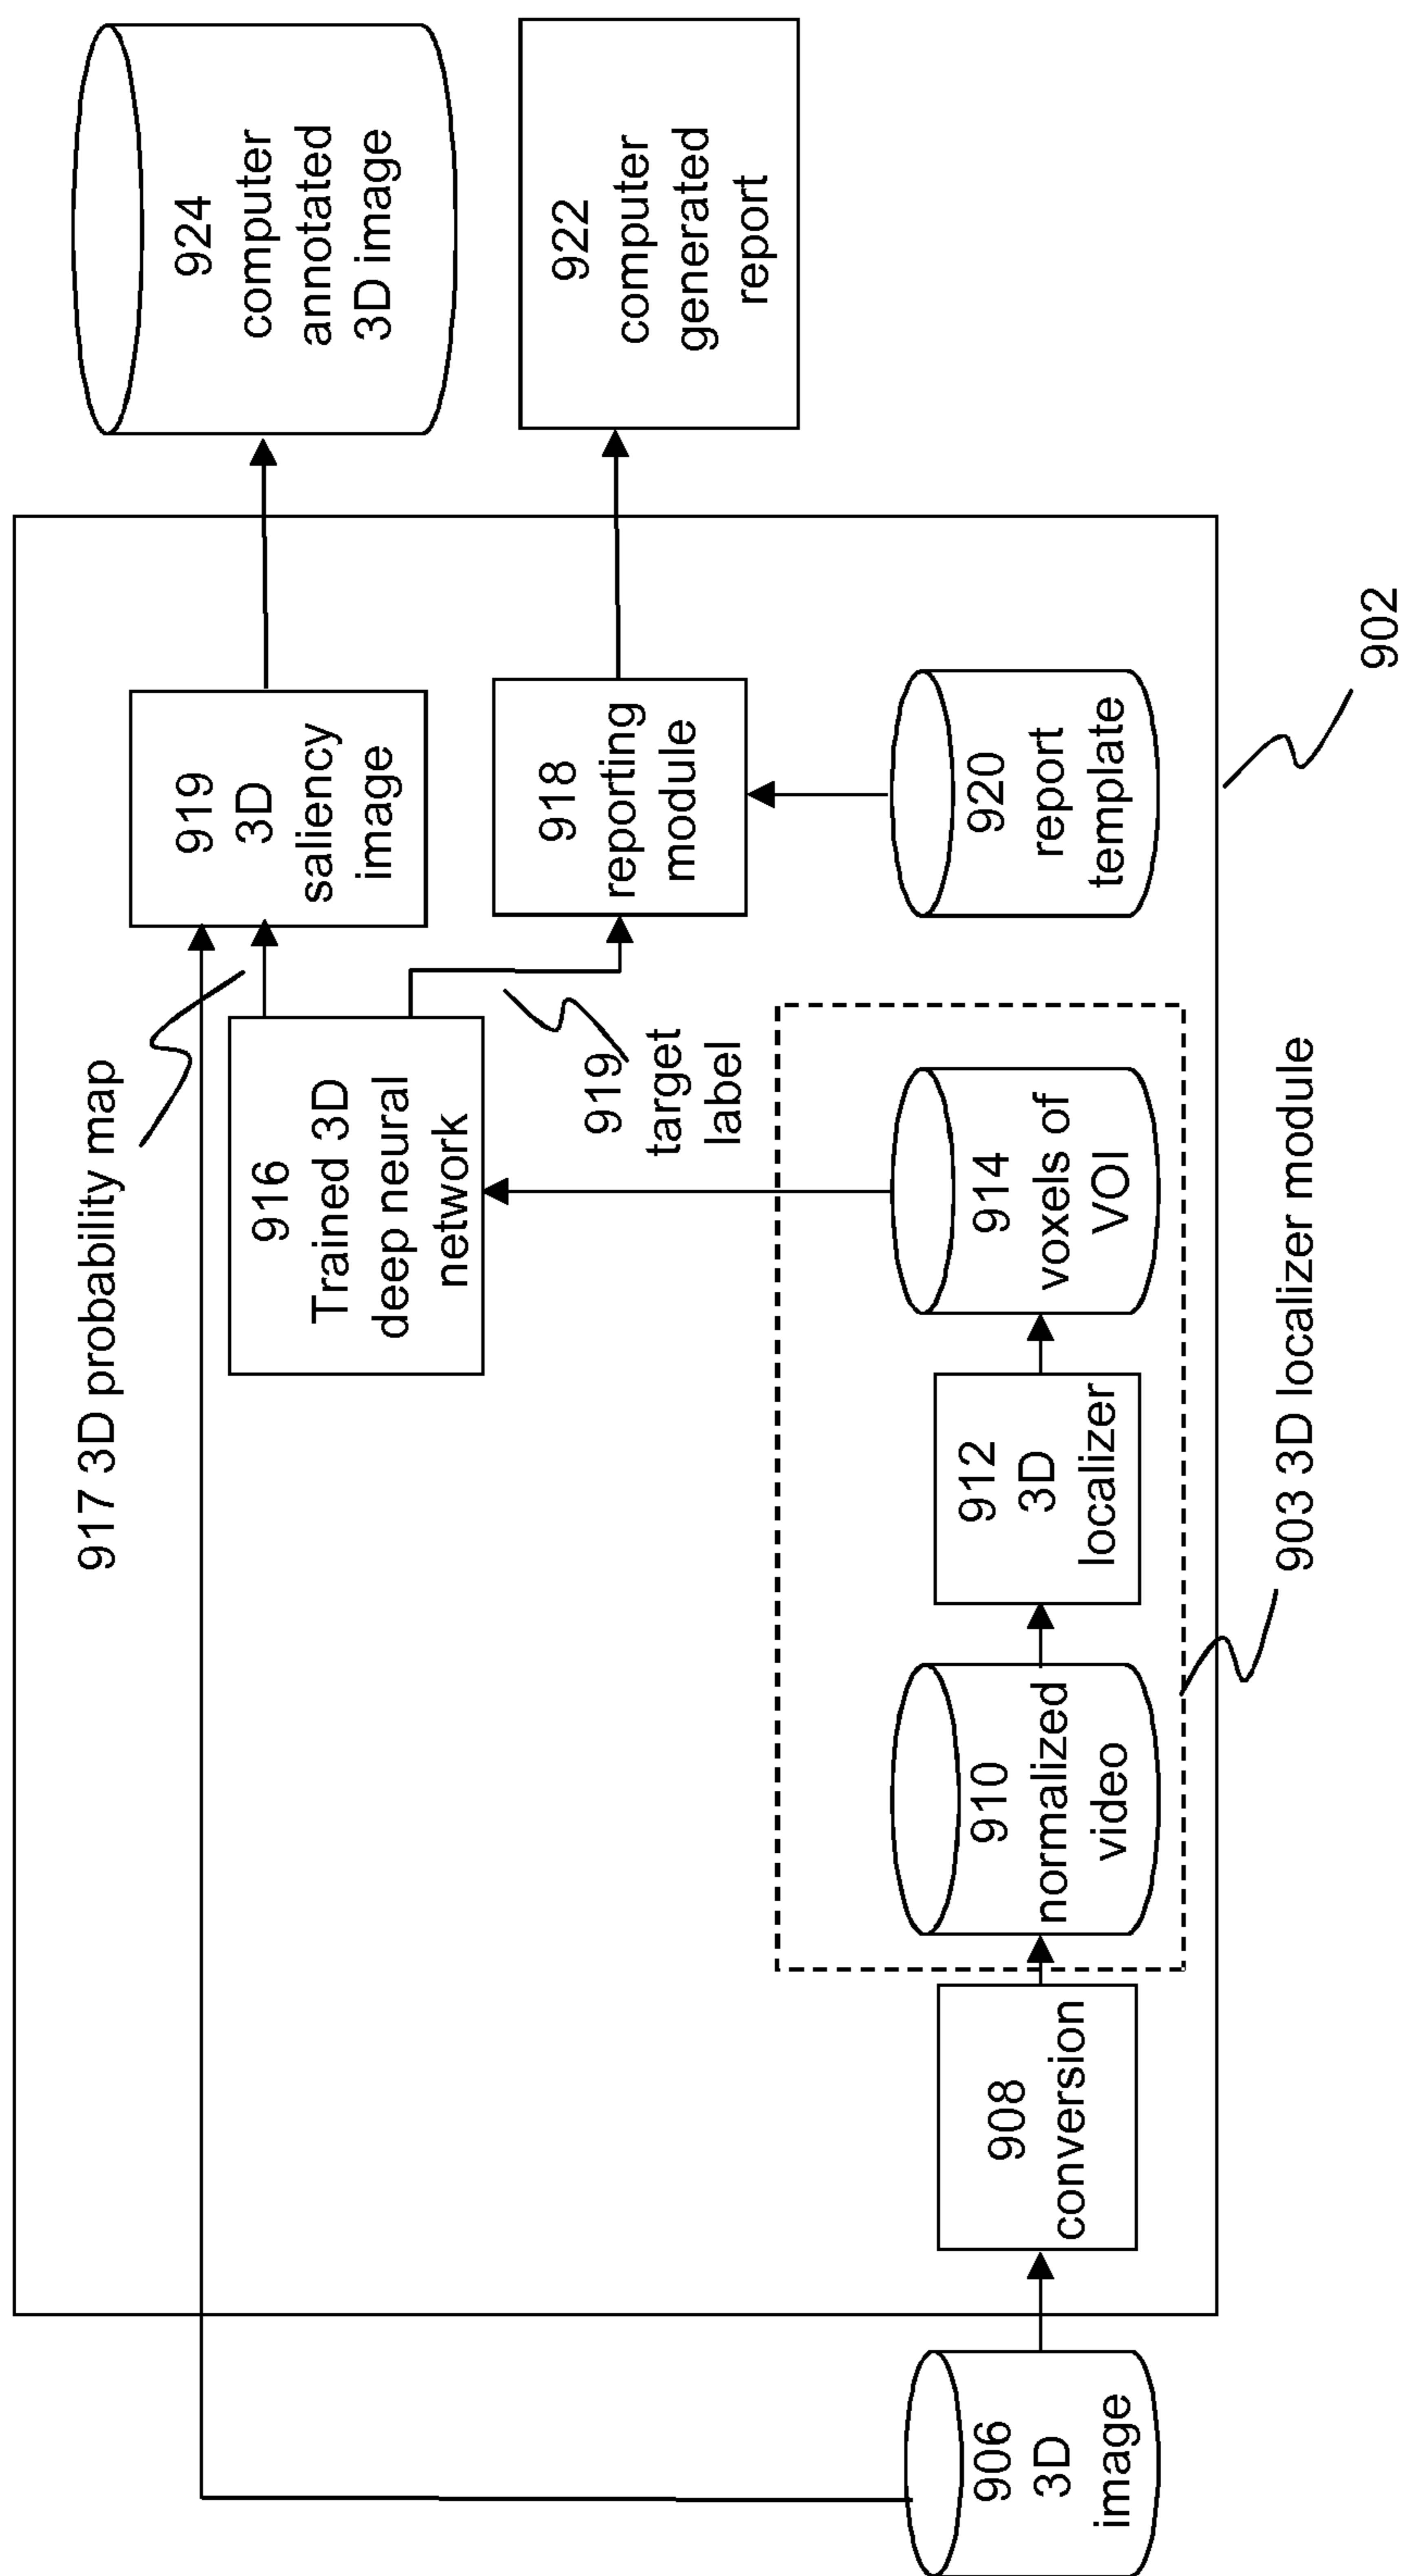 917 3D probability map
919
3D
saliency
image
924
computer
annotated
3D image
916
Trained 3D
deep neural
network
919
target
label
918
reporting
module
922
computer
generated
report
906
3D
image
908
conversion
910
normalized
video
912
3D
localizer
914
voxels of
VOI
920
report
template
903 3D localizer module
902